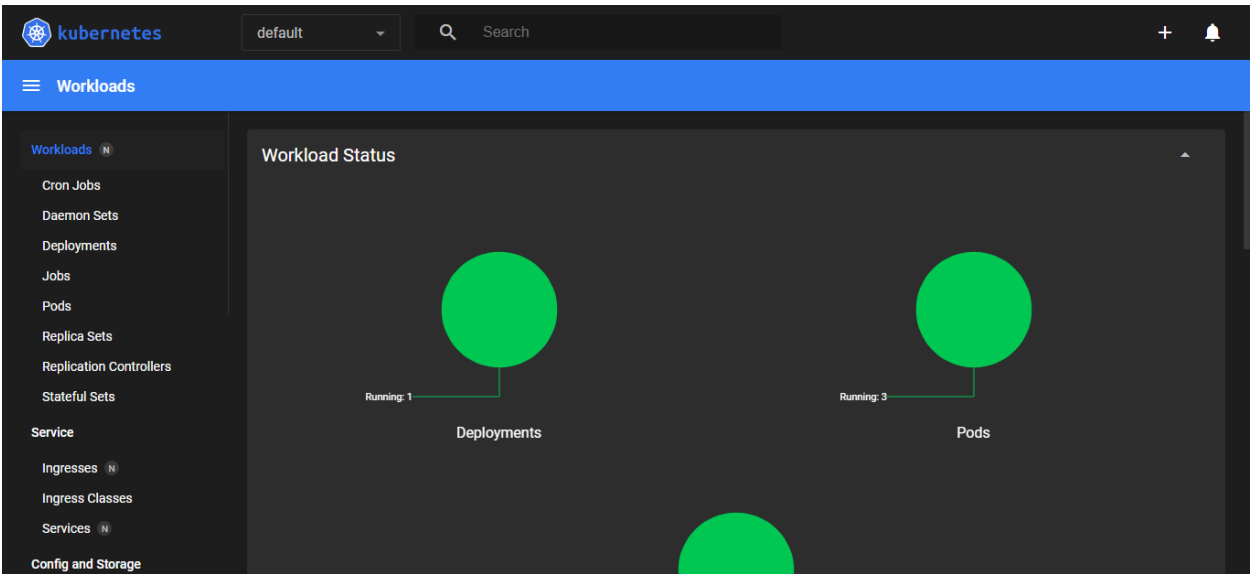 kubernetes
default
Search
Workloads
Workloads N
Cron Jobs
Daemon Sets
Deployments
Jobs
Pods
Replica Sets
Replication Controllers
Stateful Sets
Service
Ingresses N
Ingress Classes
Services N
Config and Storage
Workload Status
Running: 1
Deployments
Running: 3
Pods